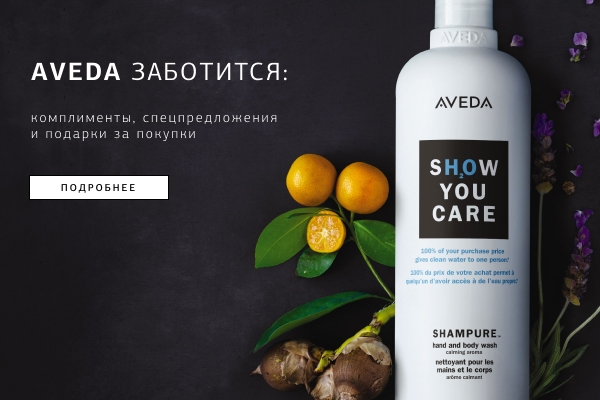 AVEDA ЗАБОТИТСЯ:
комплименты, спецпредложения
и подарки за покупки
ПОДРОБНЕЕ
AVEDA
AVEDA
SH₂OW
YOU
CARE
100% of your purchase price
gives clean water to one person!
100% du prix de votre achat permet à
quelqu'un d'avoir accès à de l'eau propre!
SHAMPURE™
hand and body wash
calming aroma
nettoyant pour les
mains et le corps
arôme calmant